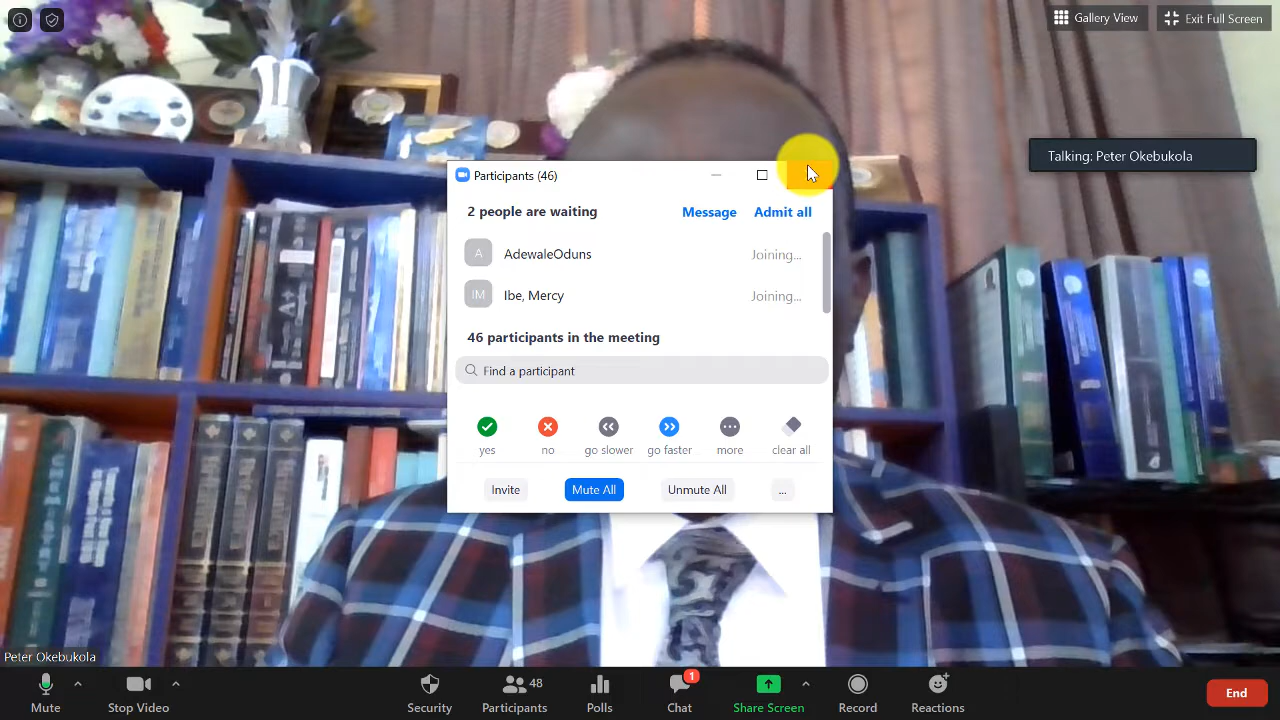 Gallery View
Exit Full Screen
Talking: Peter Okebukola
Participants (46)
2 people are waiting
Message
Admit all
A
AdewaleOduns
Joining...
IM
Ibe, Mercy
Joining...
46 participants in the meeting
Find a participant
yes
no
go slower
go faster
more
clear all
Invite
Mute All
Unmute All
...
Peter Okebukola
Mute
Stop Video
Security
48
Participants
Polls
1
Chat
Share Screen
Record
Reactions
End
A+